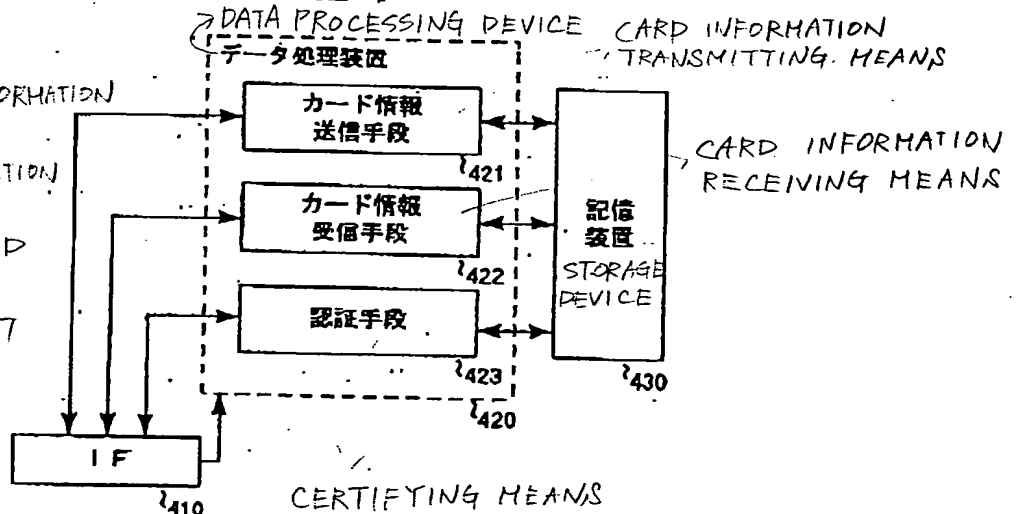 DATA PROCESSING DEVICE
データ処理装置
CARD INFORMATION
TRANSMITTING MEANS
カード情報
送信手段
421
カード情報
受信手段
422
CARD INFORMATION
RECEIVING MEANS
認証手段
423
420
記憶
装置
STORAGE
DEVICE
430
IF
410
CERTIFYING MEANS